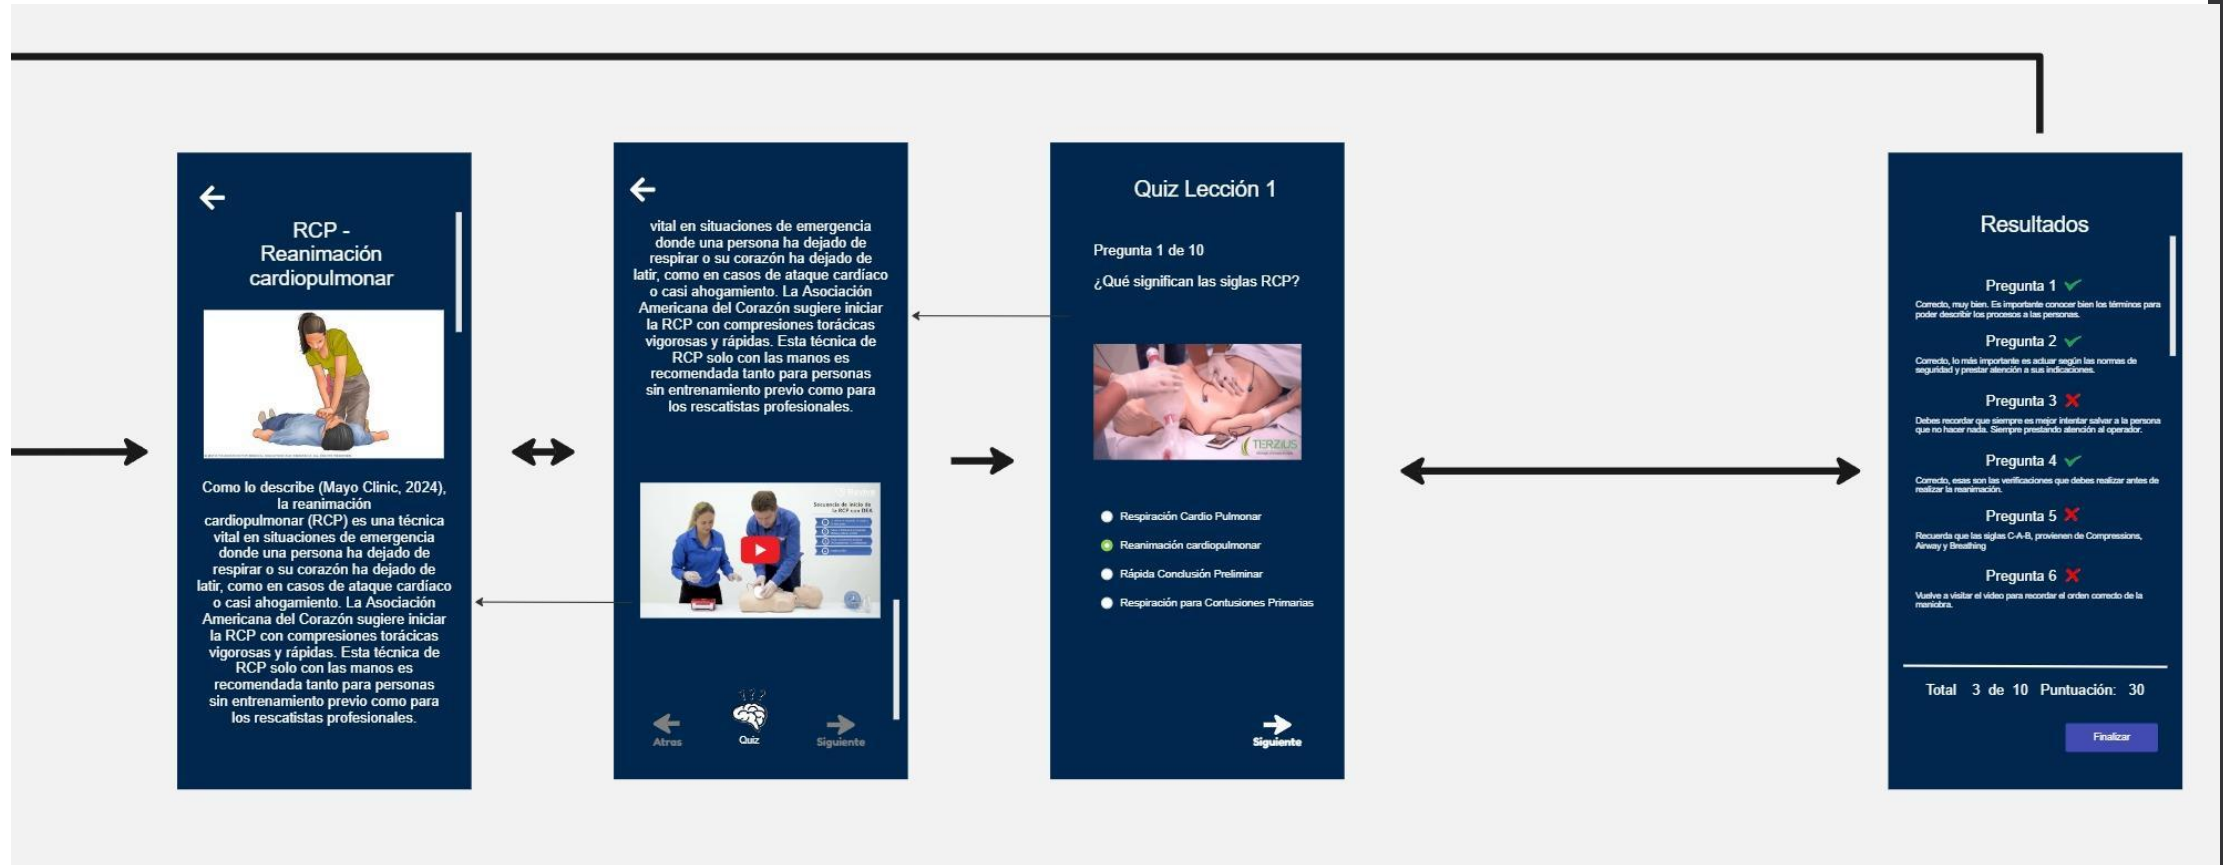 RCP -
Reanimación
cardiopulmonar
Como lo describe (Mayo Clinic, 2024),
la reanimación
cardiopulmonar (RCP) es una técnica
vital en situaciones de emergencia
donde una persona ha dejado de
respirar o su corazón ha dejado de
latir, como en casos de ataque cardíaco
o casi ahogamiento. La Asociación
Americana del Corazón sugiere iniciar
la RCP con compresiones torácicas
vigorosas y rápidas. Esta técnica de
RCP solo con las manos es
recomendada tanto para personas
sin entrenamiento previo como para
los rescatistas profesionales.
vital en situaciones de emergencia
donde una persona ha dejado de
respirar o su corazón ha dejado de
latir, como en casos de ataque cardíaco
o casi ahogamiento. La Asociación
Americana del Corazón sugiere iniciar
la RCP con compresiones torácicas
vigorosas y rápidas. Esta técnica de
RCP solo con las manos es
recomendada tanto para personas
sin entrenamiento previo como para
los rescatistas profesionales.
Secuencia de inicio de
la RCP con DEA
???
Atras
Quiz
Siguiente
Quiz Lección 1
Pregunta 1 de 10
¿Qué significan las siglas RCP?
TERZIUS
Respiración Cardio Pulmonar
Reanimación cardiopulmonar
Rápida Conclusión Preliminar
Respiración para Contusiones Primarias
Siguiente
Resultados
Pregunta 1
Correcto, muy bien. Es importante conocer bien los términos para
poder describir los procesos a las personas.
Pregunta 2
Correcto, lo más importante es actuar según las normas de
seguridad y prestar atención a sus indicaciones.
Pregunta 3
Debes recordar que siempre es mejor intentar salvar a la persona
que no hacer nada. Siempre prestando atención al operador.
Pregunta 4
Correcto, esas son las verificaciones que debes realizar antes de
realizar la reanimación.
Pregunta 5
Recuerda que las siglas C-A-B, provienen de Compressions,
Airway y Breathing
Pregunta 6
Vuelve a visitar el video para recordar el orden correcto de la
maniobra.
Total 3 de 10 Puntuación: 30
Finalizar